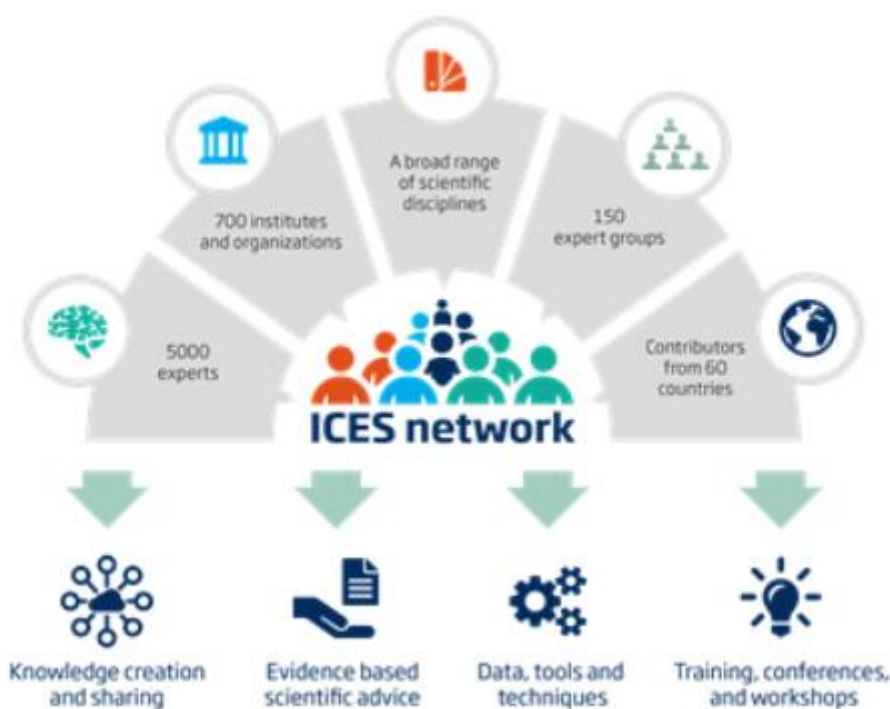 A broad range
of scientific
disciplines
700 institutes
and organizations
150
expert groups
5000
experts
Contributors
from 60
countries
ICES network
Knowledge creation
and sharing
Evidence based
scientific advice
Data, tools and
techniques
Training, conferences,
and workshops